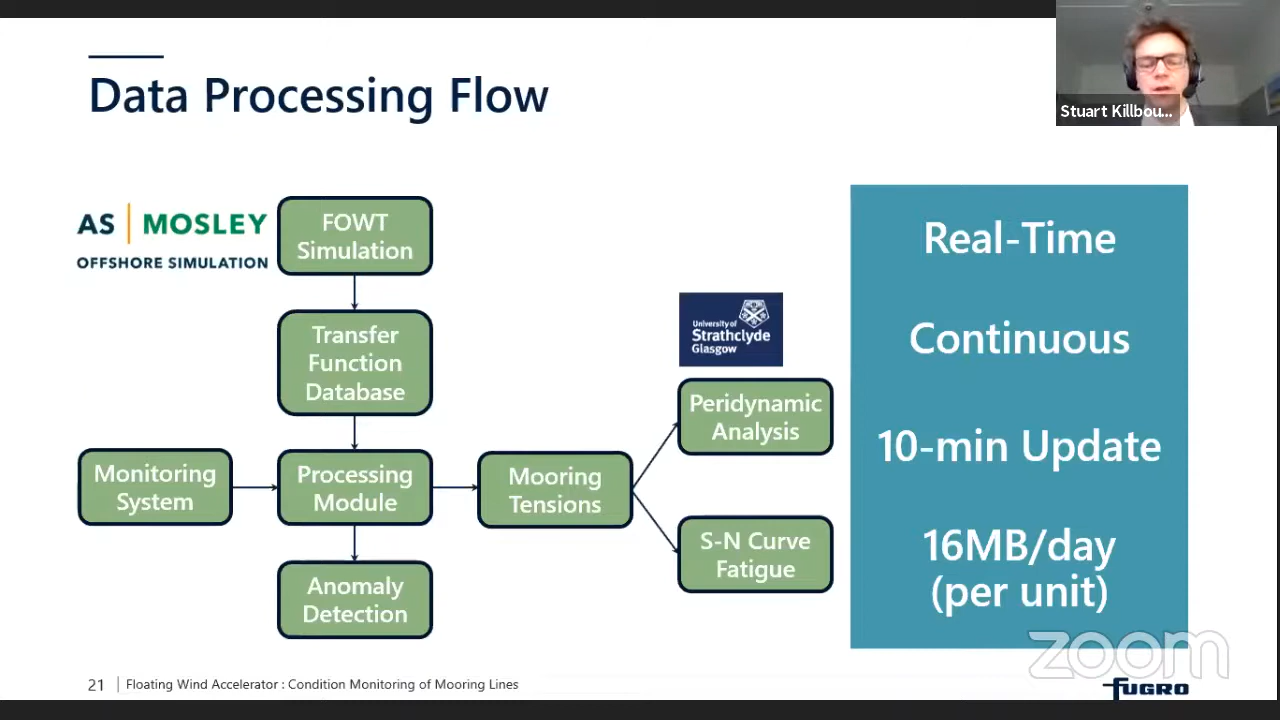 Data Processing Flow
Stuart Killbou...
AS | MOSLEY
OFFSHORE SIMULATION
FOWT
Simulation
Transfer
Function
Database
Monitoring
System
Processing
Module
Anomaly
Detection
Mooring
Tensions
University of
Strathclyde
Glasgow
Peridynamic
Analysis
S-N Curve
Fatigue
Real-Time
Continuous
10-min Update
16MB/day
(per unit)
zoom
21 | Floating Wind Accelerator : Condition Monitoring of Mooring Lines
fugro